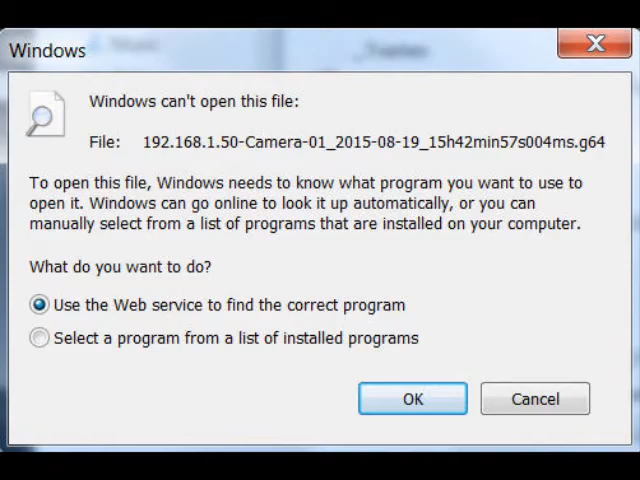 Windows
Windows can't open this file:
File: 192.168.1.50-Camera-01_2015-08-19_15h42min57s004ms.g64
To open this file, Windows needs to know what program you want to use to
open it. Windows can go online to look it up automatically, or you can
manually select from a list of programs that are installed on your computer.
What do you want to do?
Use the Web service to find the correct program
Select a program from a list of installed programs
OK Cancel